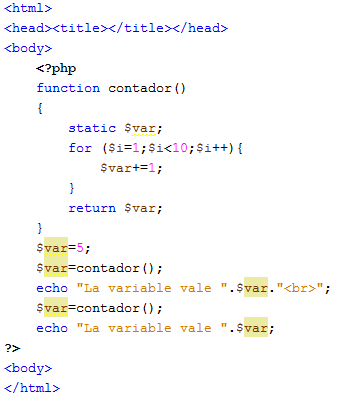 <html>
<head><title></title></head>
<body>
<?php
function contador()
{
static $var;
for ($i=1;$i<10;$i++){
$var+=1;
}
return $var;
}
$var=5;
$var=contador();
echo "La variable vale ".$var."<br>";
$var=contador();
echo "La variable vale ".$var;
?>
<body>
</html>